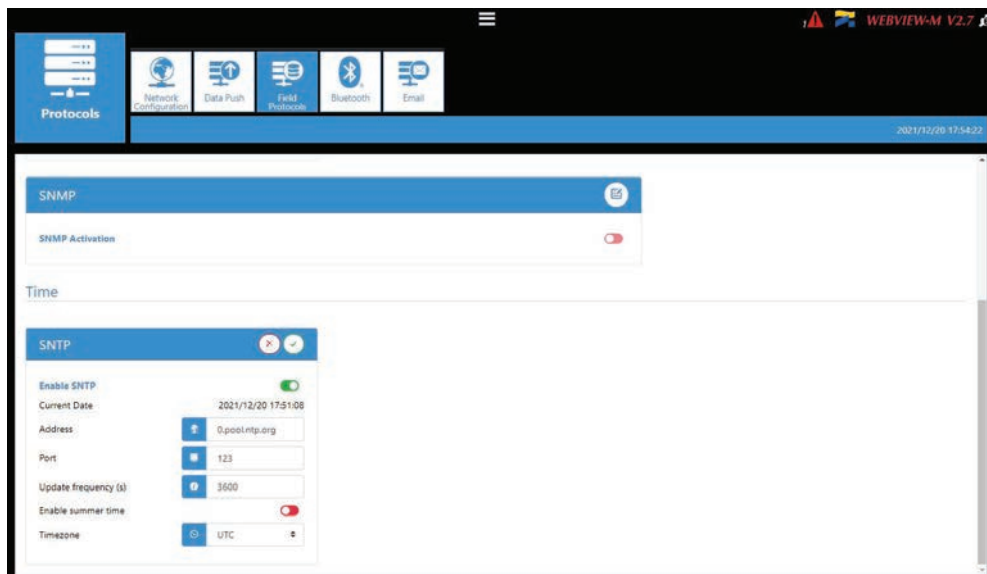 WEBVIEW-M V2.7
Protocols
Network Configuration
Data Push
Field Protocols
Bluetooth
Email
2021/12/20 17:54:22
SNMP
SNMP Activation
Time
SNTP
Enable SNTP
Current Date 2021/12/20 17:51:08
Address 0.pool.ntp.org
Port 123
Update frequency (s) 3600
Enable summer time
Timezone UTC